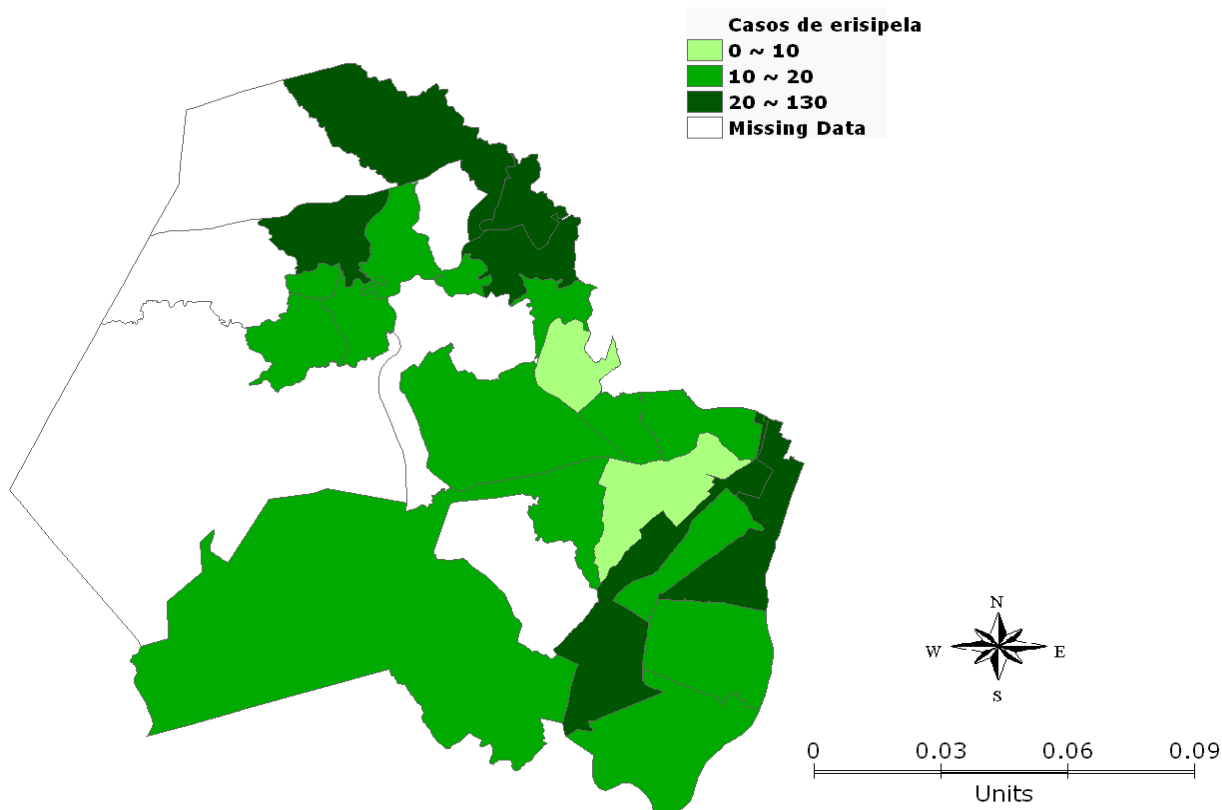 Casos de erisipela
0 ~ 10
10 ~ 20
20 ~ 130
Missing Data
N
W E
S
0 0.03 0.06 0.09
Units